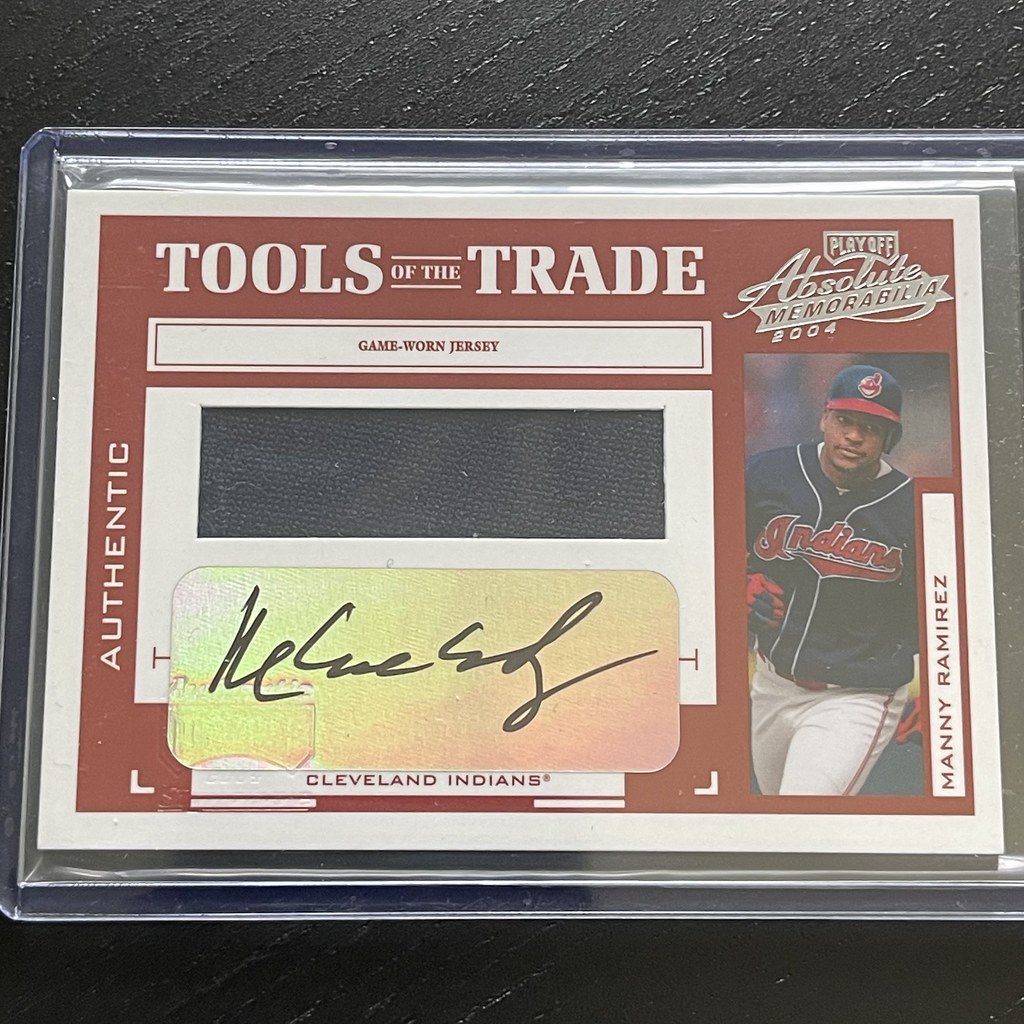 TOOLS OF THE TRADE
PLAYOFF
Absolute
MEMORABILIA
2004
GAME-WORN JERSEY
AUTHENTIC
Indians
MANNY RAMIREZ
CLEVELAND INDIANS®